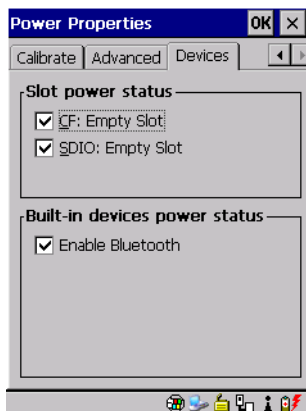 Power Properties OK ×
Calibrate Advanced Devices
Slot power status
CF: Empty Slot
SDIO: Empty Slot
Built-in devices power status
Enable Bluetooth